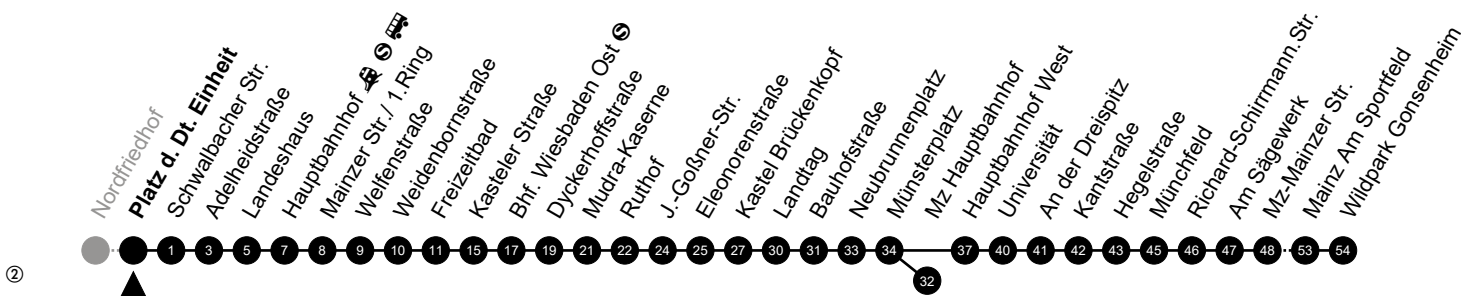 Nordfriedhof
Platz d. Dt. Einheit
Schwalbacher Str.
Adelheidstraße
Landeshaus
Hauptbahnhof
Mainzer Str./ 1.Ring
Welfenstraße
Weidenbornstraße
Freizeitbad
Kasteler Straße
Bhf. Wiesbaden Ost S
Dyckerhoffstraße
Mudra-Kaserne
Ruthof
J.-Goßner-Str.
Eleonorenstraße
Kastel Brückenkopf
Landtag
Bauhofstraße
Neubrunnenplatz
Münsterplatz
Mz Hauptbahnhof
Hauptbahnhof West
Universität
An der Dreispitz
Kantstraße
Hegelstraße
Münchfeld
Richard-Schirrmann.Str.
Am Sägewerk
Mz-Mainzer Str.
Mainz Am Sportfeld
Wildpark Gonsenheim
1 3 5 7 8 9 10 11 15 17 19 21 22 24 25 27 30 31 33 34 37 40 41 42 43 45 46 47 48 53 54
② 32